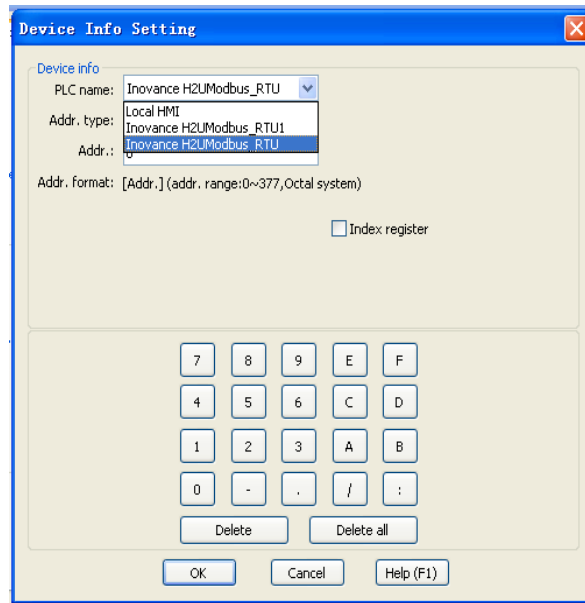 Device Info Setting
Device info
PLC name: Inovance H2UModbus_RTU
Local HMI
Addr. type: Inovance H2UModbus_RTU1
Inovance H2UModbus_RTU
Addr.:
Addr. format: [Addr.] (addr. range:0~377,Octal system)
Index register
7 8 9 E F
4 5 6 C D
1 2 3 A B
0 - . / :
Delete Delete all
OK Cancel Help (F1)